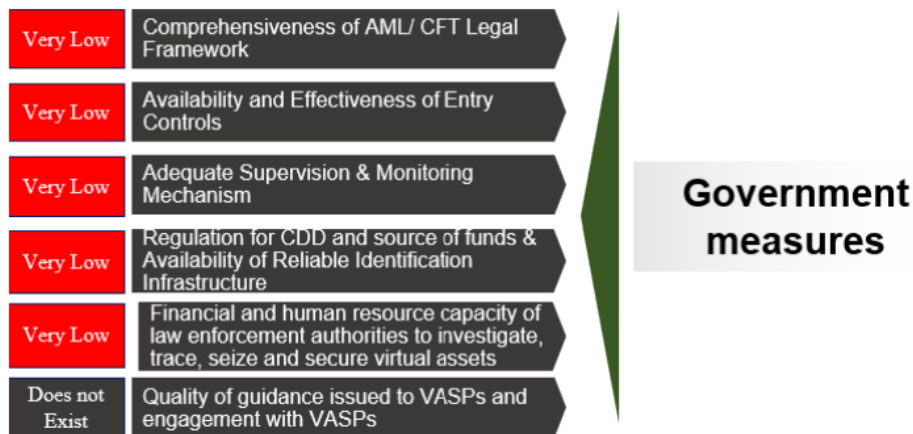 Very Low
Comprehensiveness of AML/ CFT Legal
Framework
Very Low
Availability and Effectiveness of Entry
Controls
Very Low
Adequate Supervision & Monitoring
Mechanism
Very Low
Regulation for CDD and source of funds &
Availability of Reliable Identification
Infrastructure
Very Low
Financial and human resource capacity of
law enforcement authorities to investigate,
trace, seize and secure virtual assets
Does not
Exist
Quality of guidance issued to VASPs and
engagement with VASPs
Government
measures